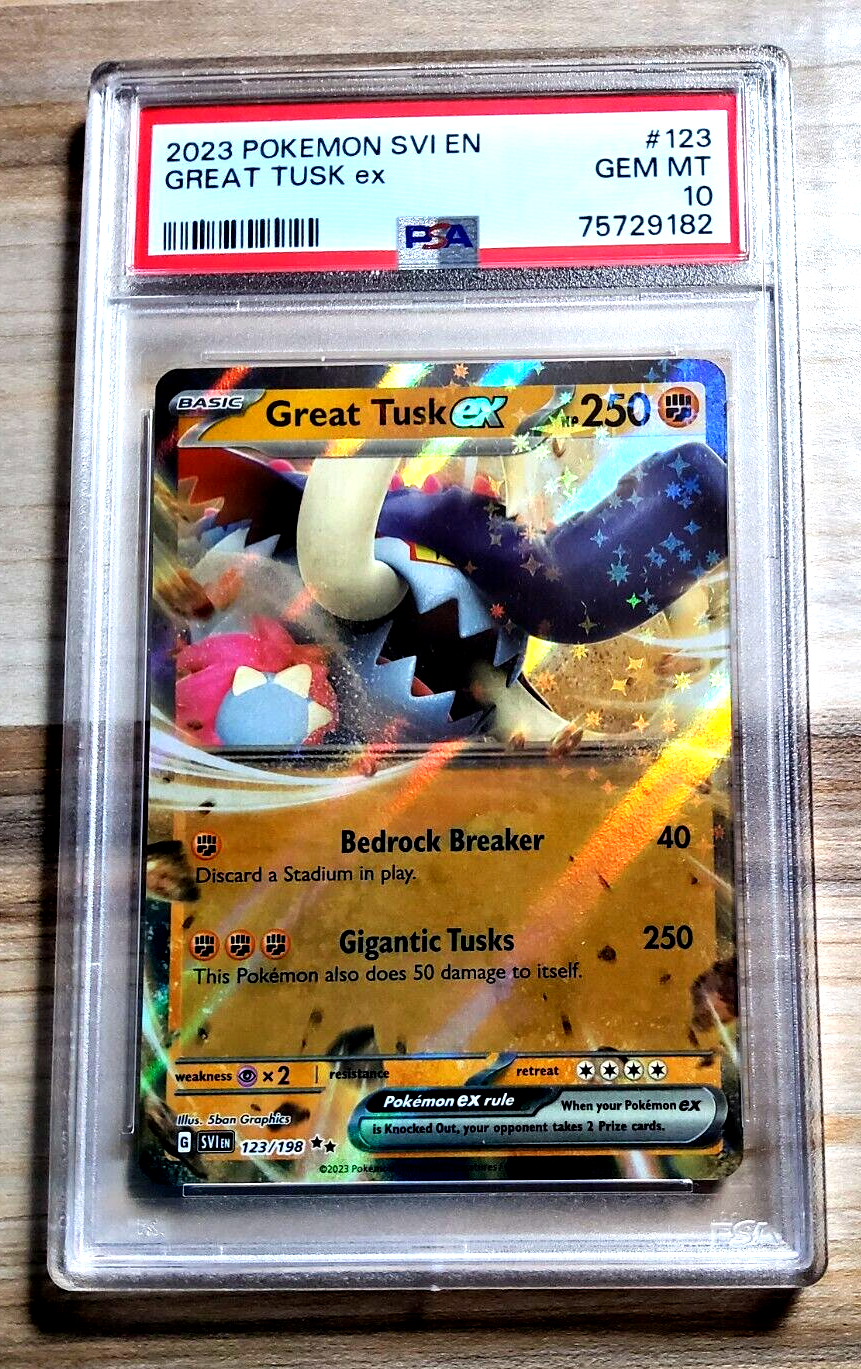 2023 POKEMON SVI EN
#123
GREAT TUSK ex
GEM MT
10
PSA
75729182
BASIC
Great Tusk ex
HP 250
Bedrock Breaker 40
Discard a Stadium in play.
Gigantic Tusks 250
This Pokémon also does 50 damage to itself.
weakness ×2 | resistance retreat
Pokémon ex rule
When your Pokémon ex
is Knocked Out, your opponent takes 2 Prize cards.
Illus. 5ban Graphics
G SVI EN 123/198
©2023
PSA